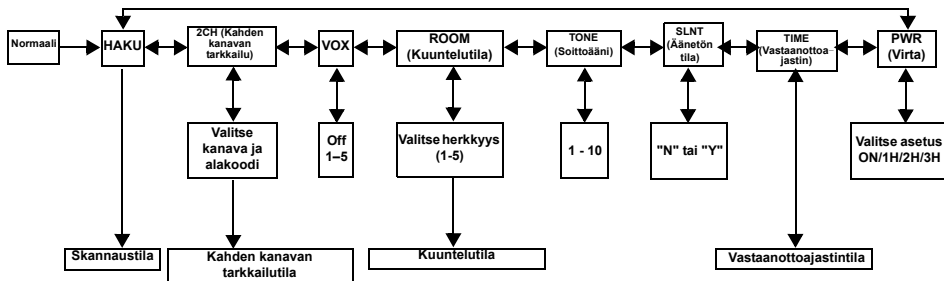 Normaali
HAKU
2CH (Kahden
kanavan
tarkkailu)
VOX
ROOM
(Kuuntelutila)
TONE
(Soittoääni)
SLNT
(Äänetön
tila)
TIME
(Vastaanottoa-
jastin)
PWR
(Virta)
Valitse
kanava ja
alakoodi
Off
1–5
Valitse herkkyys
(1-5)
1 - 10
"N" tai "Y"
Valitse asetus
ON/1H/2H/3H
Skannaustila
Kahden kanavan
tarkkailutila
Kuuntelutila
Vastaanottoajastintila